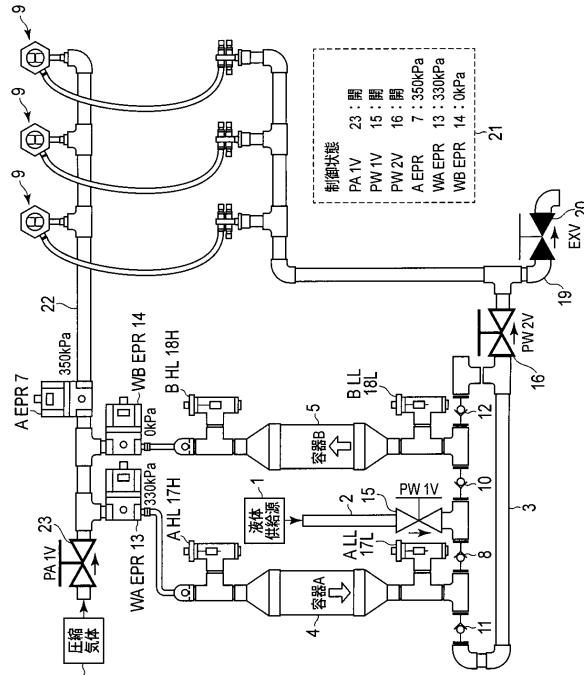 9
9
9
22
350kPa
A EPR 7
PA 1V
23
圧縮
気体
WA EPR 13
330kPa
0kPa
WB EPR 14
A HL 17H
B HL 18H
容器A
4
容器B
5
1
液体
供給源
2
15
PW 1V
A LL
17L
B LL
18L
11
8
10
12
3
16
PW 2V
19
EXV
20
制御状態
PA 1V 23 : 開
PW 1V 15 : 開
PW 2V 16 : 開
A EPR 7 : 350kPa
WA EPR 13 : 330kPa
WB EPR 14 : 0kPa
21